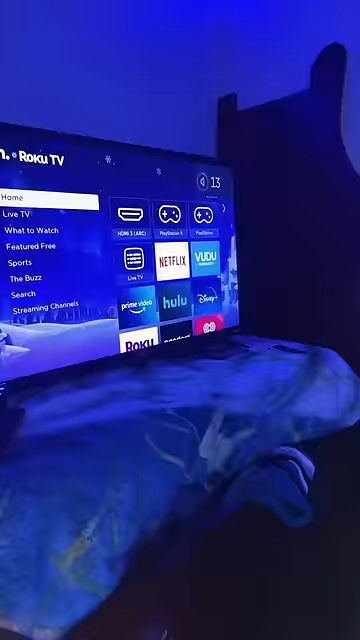 Roku TV
13
Home
Live TV
What to Watch
Featured Free
Sports
The Buzz
Search
Streaming Channels
HDMI 3 (ARC)
PlayStation 4
PlayStation
Live TV
NETFLIX
VUDU
prime video
hulu
Disney+
Roku